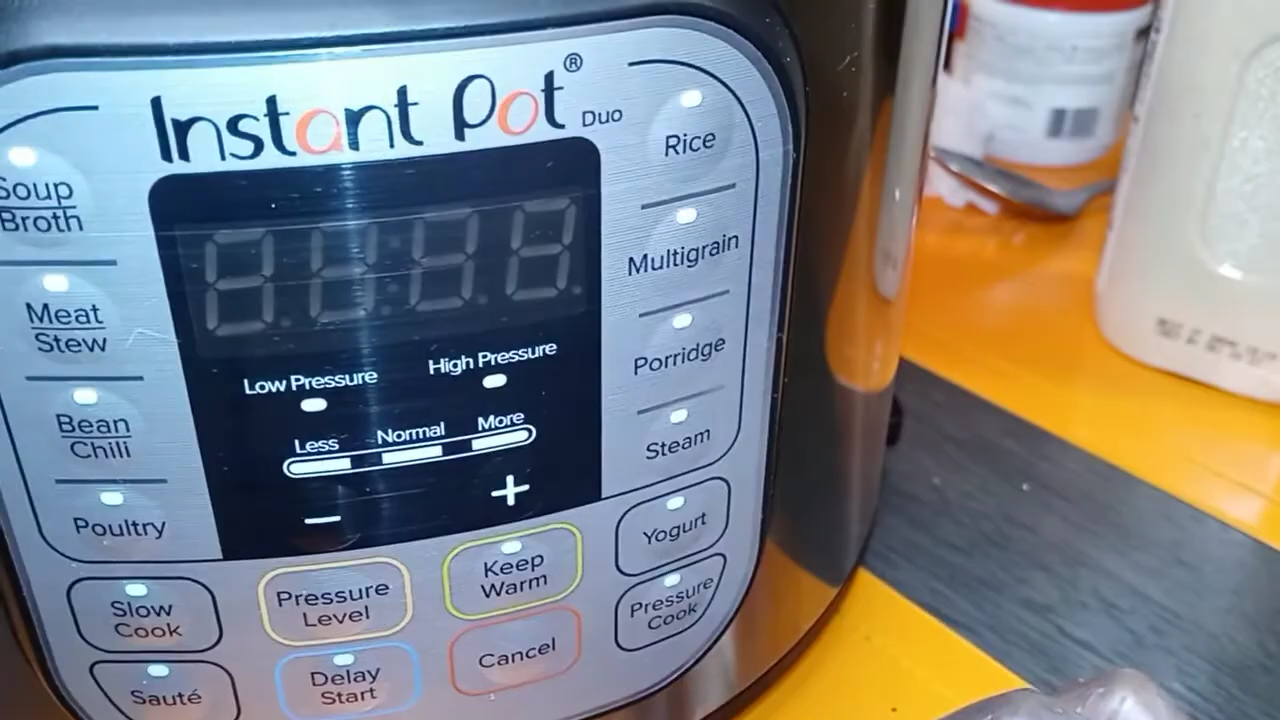 Instant Pot® Duo
Soup
Broth
Meat
Stew
Bean
Chili
Poultry
Low Pressure
High Pressure
Less Normal More
− +
Rice
Multigrain
Porridge
Steam
Yogurt
Pressure
Cook
Slow
Cook
Pressure
Level
Keep
Warm
Sauté
Delay
Start
Cancel